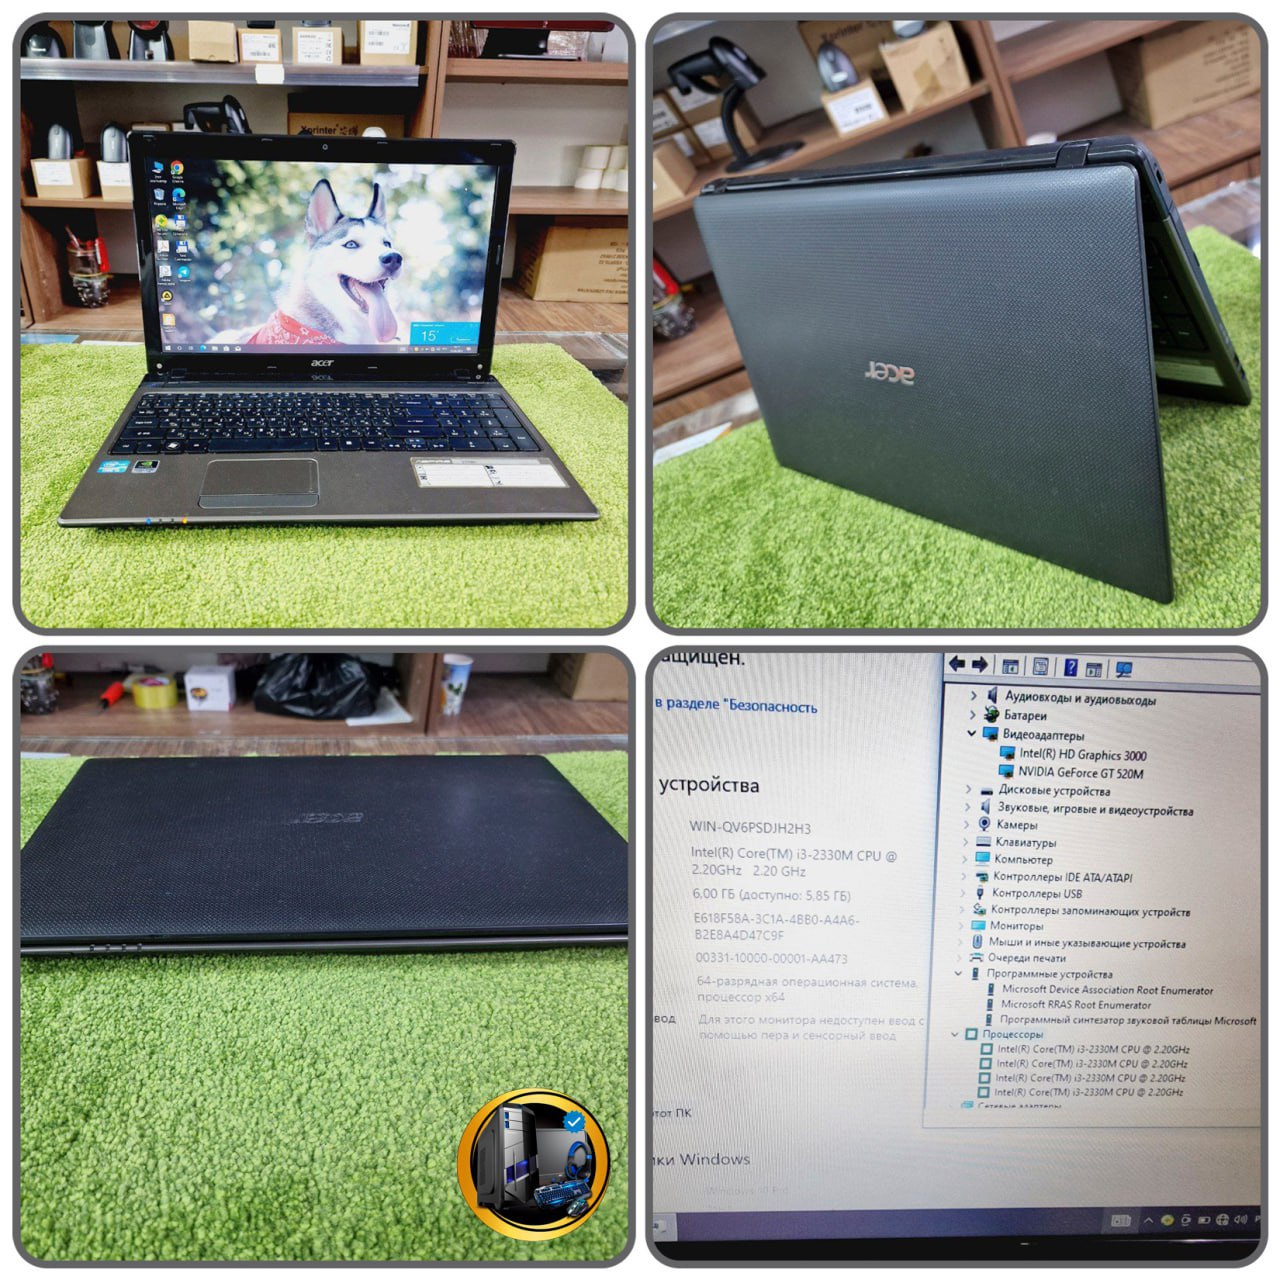 Xprinter
acer
acer
15°
acer
acer
ащищен.
в разделе "Безопасность
устройства
WIN-QV6PSDJH2H3
Intel(R) Core(TM) i3-2330M CPU @
2.20GHz 2.20 GHz
6,00 ГБ (доступно: 5,85 ГБ)
E618F58A-3C1A-4BB0-A4A6-
B2E8A4D47C9F
00331-10000-00001-AA473
64-разрядная операционная система,
процессор x64
ввод
Для этого монитора недоступен ввод с
помощью пера и сенсорный ввод
этот ПК
ики Windows
Аудиовходы и аудиовыходы
Батареи
Видеоадаптеры
Intel(R) HD Graphics 3000
NVIDIA GeForce GT 520M
Дисковые устройства
Звуковые, игровые и видеоустройства
Камеры
Клавиатуры
Компьютер
Контроллеры IDE ATA/ATAPI
Контроллеры USB
Контроллеры запоминающих устройств
Мониторы
Мыши и иные указывающие устройства
Очереди печати
Программные устройства
Microsoft Device Association Root Enumerator
Microsoft RRAS Root Enumerator
Программный синтезатор звуковой таблицы Microsoft
Процессоры
Intel(R) Core(TM) i3-2330M CPU @ 2.20GHz
Intel(R) Core(TM) i3-2330M CPU @ 2.20GHz
Intel(R) Core(TM) i3-2330M CPU @ 2.20GHz
Intel(R) Core(TM) i3-2330M CPU @ 2.20GHz
Сетевые адаптеры